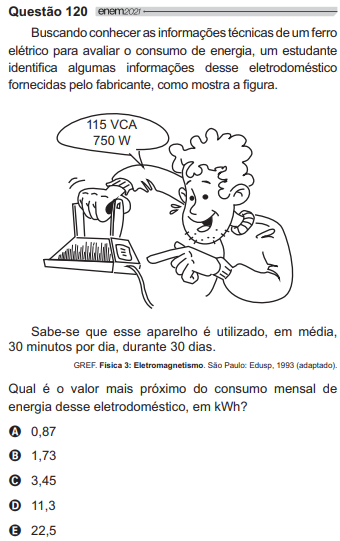 Questão 120 enem2021
Buscando conhecer as informações técnicas de um ferro
elétrico para avaliar o consumo de energia, um estudante
identifica algumas informações desse eletrodoméstico
fornecidas pelo fabricante, como mostra a figura.
115 VCA
750 W
Sabe-se que esse aparelho é utilizado, em média,
30 minutos por dia, durante 30 dias.
GREF. Física 3: Eletromagnetismo. São Paulo: Edusp, 1993 (adaptado).
Qual é o valor mais próximo do consumo mensal de
energia desse eletrodoméstico, em kWh?
A 0,87
B 1,73
C 3,45
D 11,3
E 22,5